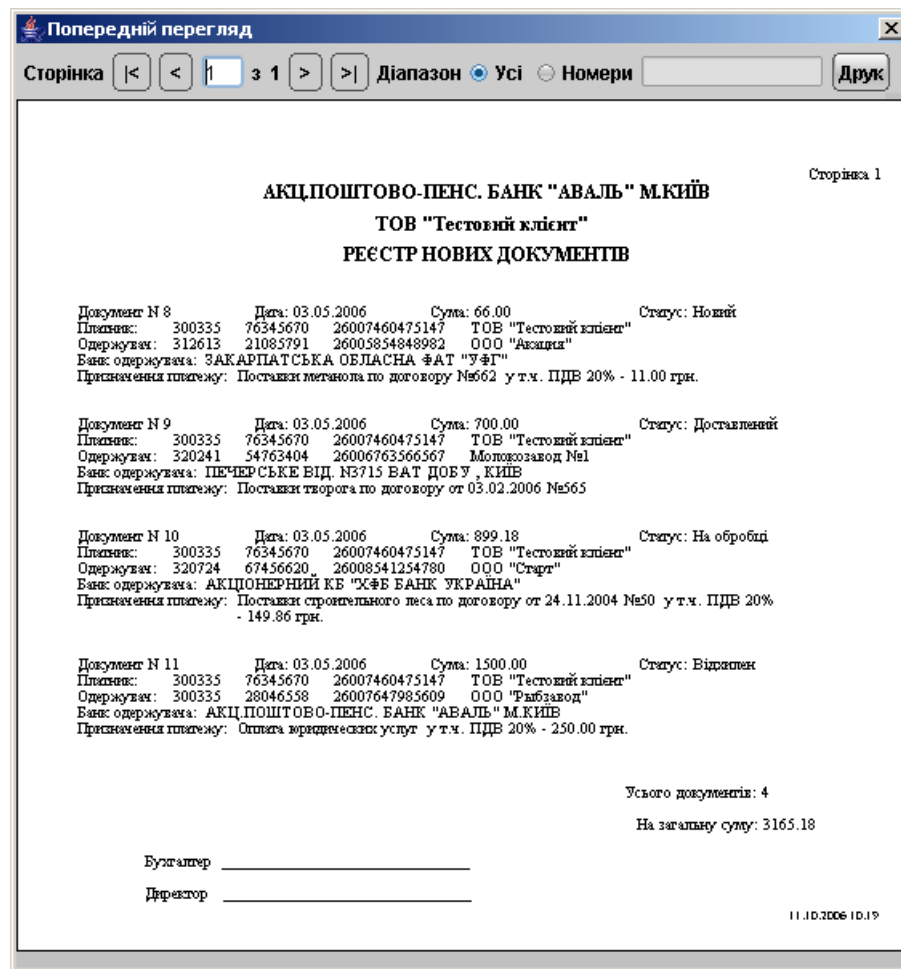 Попередній перегляд
Сторінка |< < 1 з 1 > >| Діапазон Усі Номери Друк
Сторінка 1
АКЦ.ПОШТОВО-ПЕНС. БАНК "АВАЛЬ" М.КИЇВ
ТОВ "Тестовий клієнт"
РЕЄСТР НОВИХ ДОКУМЕНТІВ
Документ N 8 Дата: 03.05.2006 Сума: 66.00 Статус: Новий
Платник: 300335 76345670 26007460475147 ТОВ "Тестовий клієнт"
Одержувач: 312613 21085791 26005854848982 ООО "Акация"
Банк одержувача: ЗАКАРПАТСЬКА ОБЛАСНА ФАТ "УФГ"
Призначення платежу: Поставки метанола по договору №662 у т.ч. ПДВ 20% - 11.00 грн.
Документ N 9 Дата: 03.05.2006 Сума: 700.00 Статус: Доставлений
Платник: 300335 76345670 26007460475147 ТОВ "Тестовий клієнт"
Одержувач: 320241 54763404 26006763566567 Молокозавод №1
Банк одержувача: ПЕЧЕРСЬКЕ ВІД. N3715 ВАТ ДОБУ , КИЇВ
Призначення платежу: Поставки творога по договору от 03.02.2006 №565
Документ N 10 Дата: 03.05.2006 Сума: 899.18 Статус: На обробці
Платник: 300335 76345670 26007460475147 ТОВ "Тестовий клієнт"
Одержувач: 320724 67456620 26008541254780 ООО "Старт"
Банк одержувача: АКЦІОНЕРНИЙ КБ "ХФБ БАНК УКРАЇНА"
Призначення платежу: Поставки строительного леса по договору от 24.11.2004 №50 у т.ч. ПДВ 20%
- 149.86 грн.
Документ N 11 Дата: 03.05.2006 Сума: 1500.00 Статус: Відхилен
Платник: 300335 76345670 26007460475147 ТОВ "Тестовий клієнт"
Одержувач: 300335 28046558 26007647985609 ООО "Рыбзавод"
Банк одержувача: АКЦ.ПОШТОВО-ПЕНС. БАНК "АВАЛЬ" М.КИЇВ
Призначення платежу: Оплата юридических услуг у т.ч. ПДВ 20% - 250.00 грн.
Усього документів: 4
На загальну суму: 3165.18
Бухгалтер
Директор
11.10.2006 10:19